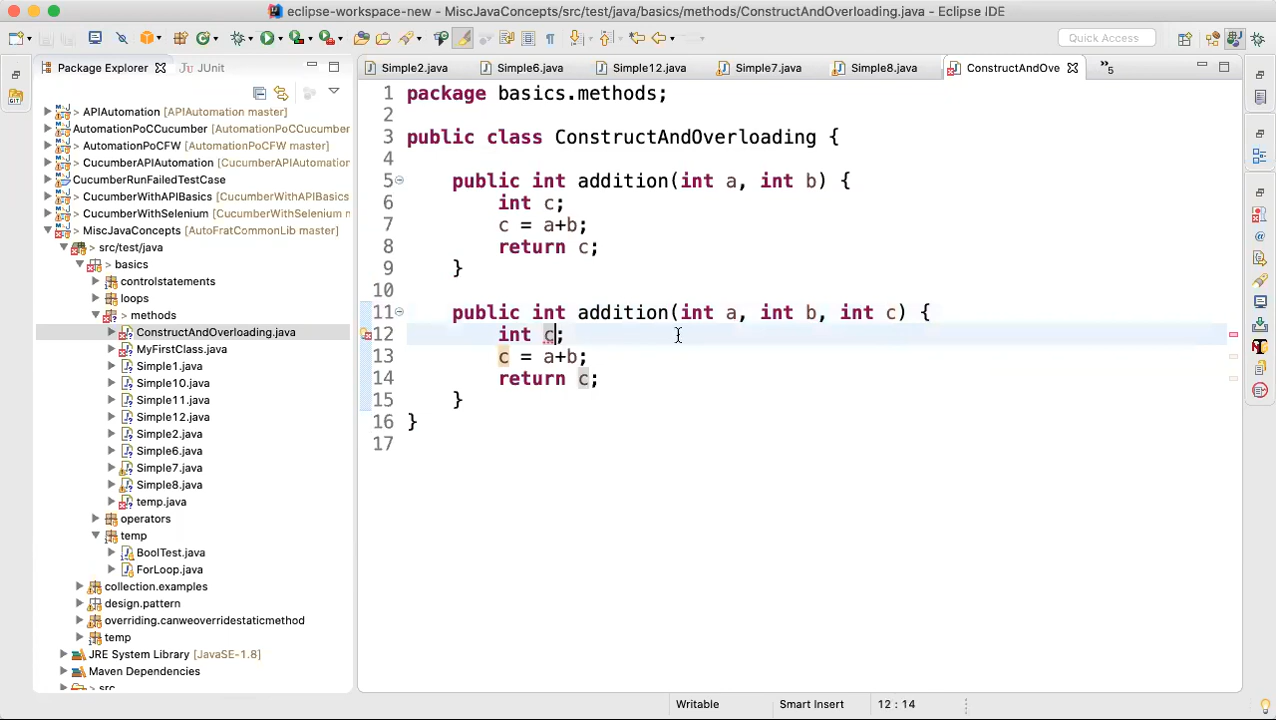 eclipse-workspace-new - MiscJavaConcepts/src/test/java/basics/methods/ConstructAndOverloading.java - Eclipse IDE
Quick Access
Package Explorer
JUnit
Simple2.java
Simple6.java
Simple12.java
Simple7.java
Simple8.java
ConstructAndOve
»5
APIAutomation [APIAutomation master]
AutomationPoCCucumber [AutomationPoCCucumber
AutomationPoCFW [AutomationPoCFW master]
CucumberAPIAutomation [CucumberAPIAutomation
CucumberRunFailedTestCase
CucumberWithAPIBasics [CucumberWithAPIBasics
CucumberWithSelenium [CucumberWithSelenium m
MiscJavaConcepts [AutoFratCommonLib master]
> src/test/java
> basics
controlstatements
loops
> methods
ConstructAndOverloading.java
MyFirstClass.java
Simple1.java
Simple10.java
Simple11.java
Simple12.java
Simple2.java
Simple6.java
Simple7.java
Simple8.java
temp.java
operators
temp
BoolTest.java
ForLoop.java
collection.examples
design.pattern
overriding.canweoverridestaticmethod
temp
JRE System Library [JavaSE-1.8]
Maven Dependencies
> src
1 package basics.methods;
2
3 public class ConstructAndOverloading {
4
5 public int addition(int a, int b) {
6 int c;
7 c = a+b;
8 return c;
9 }
10
11 public int addition(int a, int b, int c) {
12 int c;
13 c = a+b;
14 return c;
15 }
16 }
17
Writable
Smart Insert
12 : 14